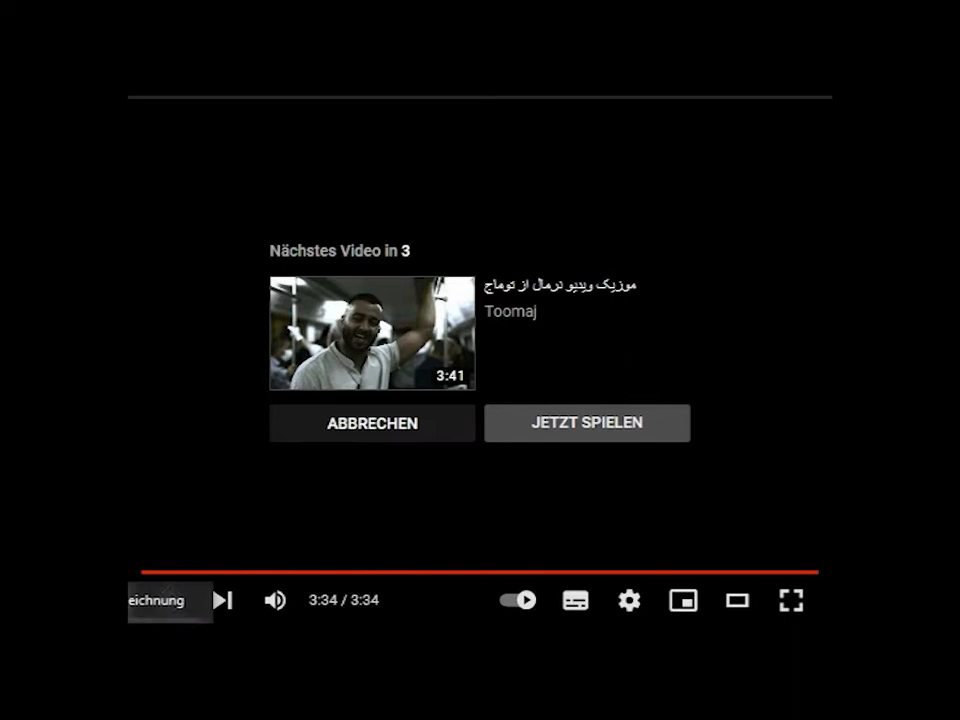 Nächstes Video in 3
موزیک ویدیو نرمال از توماج
Toomaj
3:41
ABBRECHEN
JETZT SPIELEN
eichnung
3:34 / 3:34